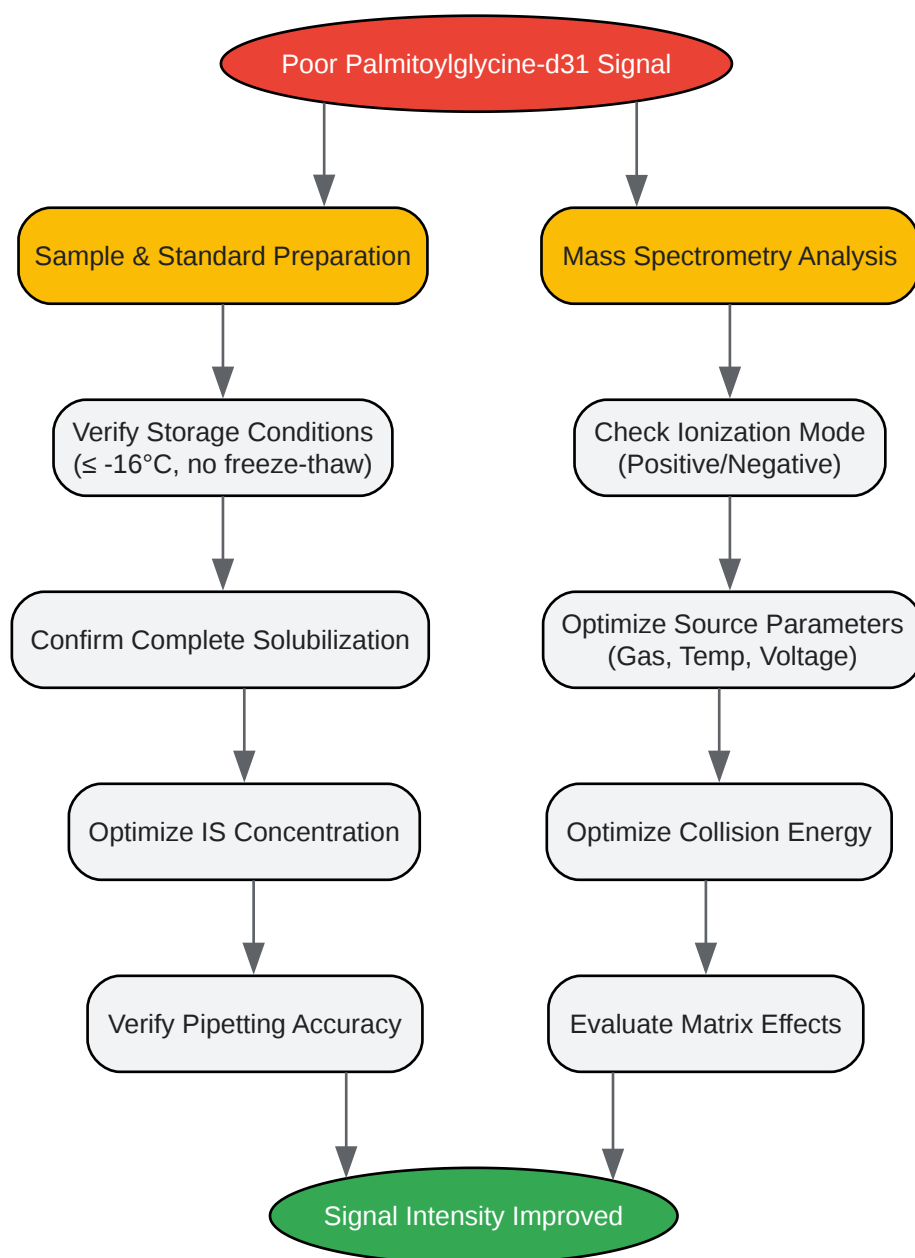 Poor Palmitoylglycine-d31 Signal
Sample & Standard Preparation
Mass Spectrometry Analysis
Verify Storage Conditions
(≤ -16°C, no freeze-thaw)
Check Ionization Mode
(Positive/Negative)
Confirm Complete Solubilization
Optimize Source Parameters
(Gas, Temp, Voltage)
Optimize IS Concentration
Optimize Collision Energy
Verify Pipetting Accuracy
Evaluate Matrix Effects
Signal Intensity Improved